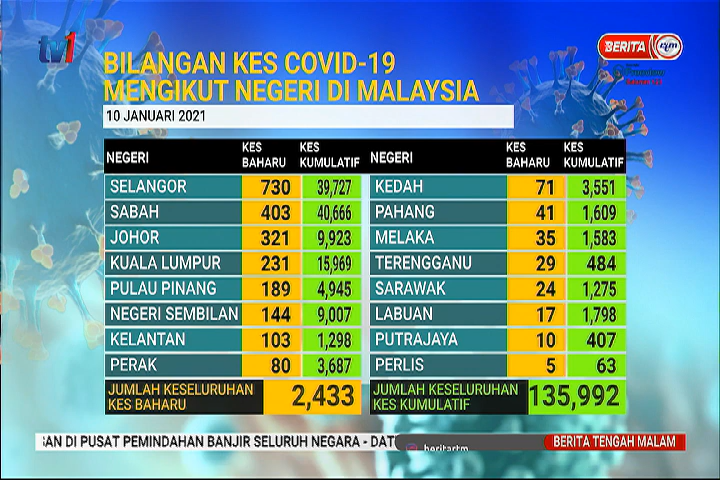 tv1
BERITA rtm
BILANGAN KES COVID-19
MENGIKUT NEGERI DI MALAYSIA
10 JANUARI 2021
NEGERI KES BAHARU KES KUMULATIF NEGERI KES BAHARU KES KUMULATIF
SELANGOR 730 39,727 KEDAH 71 3,551
SABAH 403 40,666 PAHANG 41 1,609
JOHOR 321 9,923 MELAKA 35 1,583
KUALA LUMPUR 231 15,969 TERENGGANU 29 484
PULAU PINANG 189 4,945 SARAWAK 24 1,275
NEGERI SEMBILAN 144 9,007 LABUAN 17 1,798
KELANTAN 103 1,298 PUTRAJAYA 10 407
PERAK 80 3,687 PERLIS 5 63
JUMLAH KESELURUHAN KES BAHARU 2,433 JUMLAH KESELURUHAN KES KUMULATIF 135,992
SAN DI PUSAT PEMINDAHAN BANJIR SELURUH NEGARA - DAT
beritartm
BERITA TENGAH MALAM